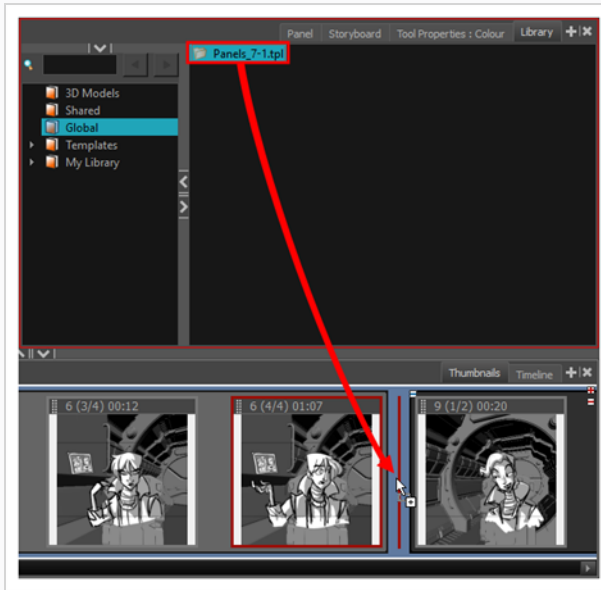 Panel Storyboard Tool Properties : Colour Library
Panels_7-1.tpl
3D Models
Shared
Global
Templates
My Library
Thumbnails Timeline
6 (3/4) 00:12 6 (4/4) 01:07 9 (1/2) 00:20